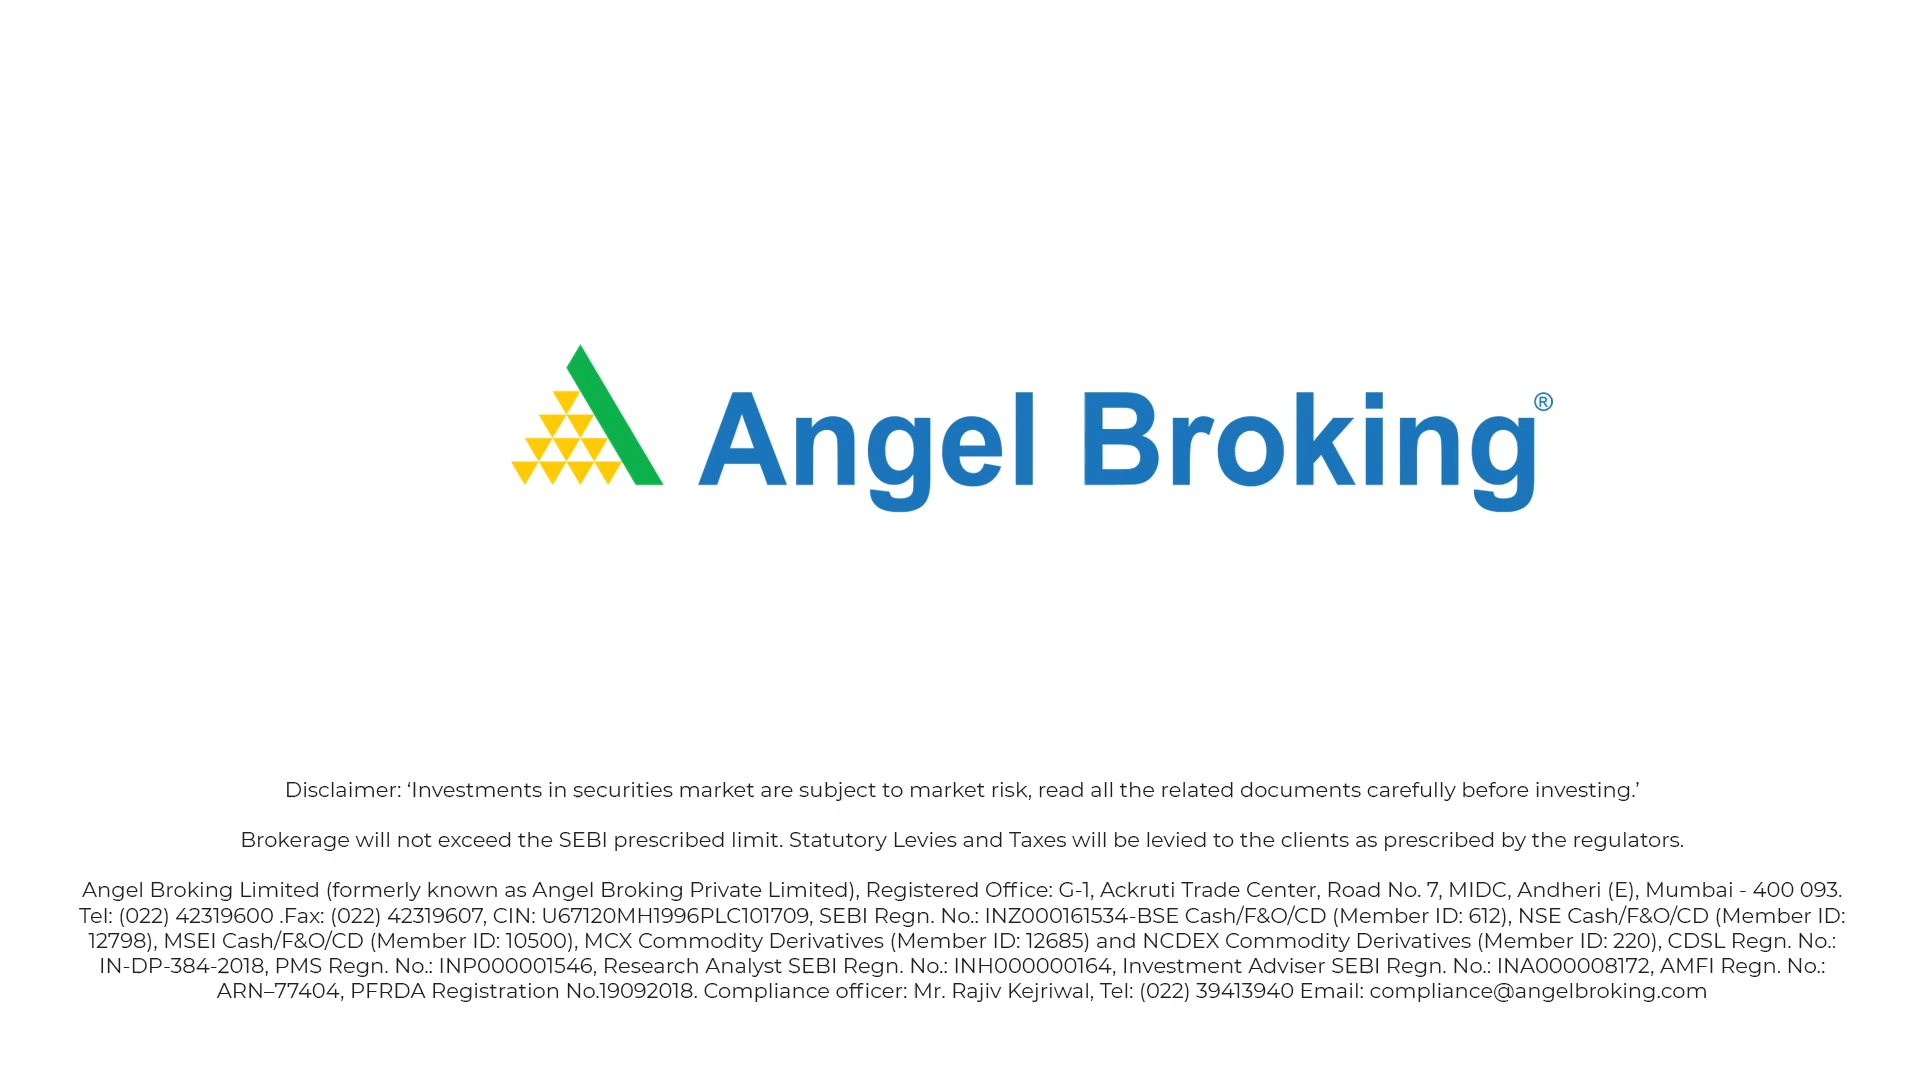 Angel Broking®
Disclaimer: ‘Investments in securities market are subject to market risk, read all the related documents carefully before investing.’
Brokerage will not exceed the SEBI prescribed limit. Statutory Levies and Taxes will be levied to the clients as prescribed by the regulators.
Angel Broking Limited (formerly known as Angel Broking Private Limited), Registered Office: G-1, Ackruti Trade Center, Road No. 7, MIDC, Andheri (E), Mumbai - 400 093.
Tel: (022) 42319600 .Fax: (022) 42319607, CIN: U67120MH1996PLC101709, SEBI Regn. No.: INZ000161534-BSE Cash/F&O/CD (Member ID: 612), NSE Cash/F&O/CD (Member ID:
12798), MSEI Cash/F&O/CD (Member ID: 10500), MCX Commodity Derivatives (Member ID: 12685) and NCDEX Commodity Derivatives (Member ID: 220), CDSL Regn. No.:
IN-DP-384-2018, PMS Regn. No.: INP000001546, Research Analyst SEBI Regn. No.: INH000000164, Investment Adviser SEBI Regn. No.: INA000008172, AMFI Regn. No.:
ARN–77404, PFRDA Registration No.19092018. Compliance officer: Mr. Rajiv Kejriwal, Tel: (022) 39413940 Email: compliance@angelbroking.com